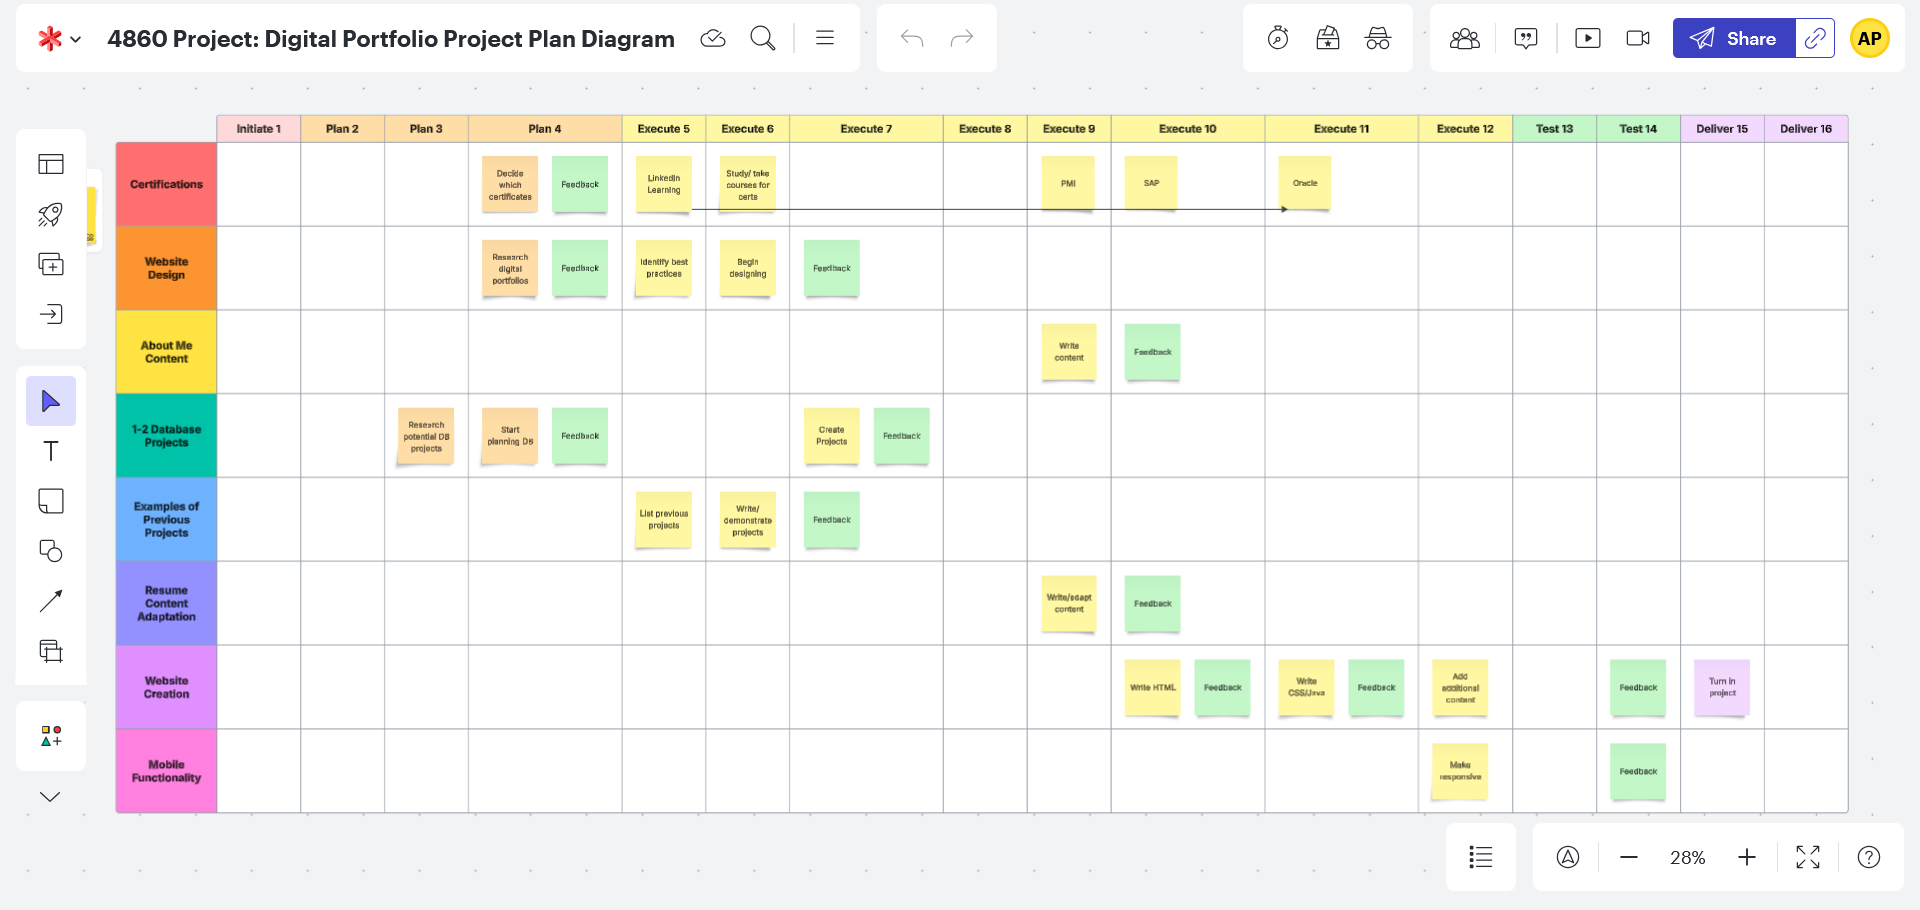 4860 Project: Digital Portfolio Project Plan Diagram
Share
AP
Initiate 1
Plan 2
Plan 3
Plan 4
Execute 5
Execute 6
Execute 7
Execute 8
Execute 9
Execute 10
Execute 11
Execute 12
Test 13
Test 14
Deliver 15
Deliver 16
Certifications
Decide
which
certificates
Feedback
LinkedIn
Learning
Study/ take
courses for
certs
PMI
SAP
Oracle
Website
Design
Research
digital
portfolios
Feedback
Identify best
practices
Begin
designing
Feedback
About Me
Content
Write
content
Feedback
1-2 Database
Projects
Research
potential DB
projects
Start
planning DB
Feedback
Create
Projects
Feedback
Examples of
Previous
Projects
List previous
projects
Write/
demonstrate
projects
Feedback
Resume
Content
Adaptation
Write/adapt
content
Feedback
Website
Creation
Write HTML
Feedback
Write
CSS/Java
Feedback
Add
additional
content
Feedback
Turn in
project
Mobile
Functionality
Make
responsive
Feedback
28%